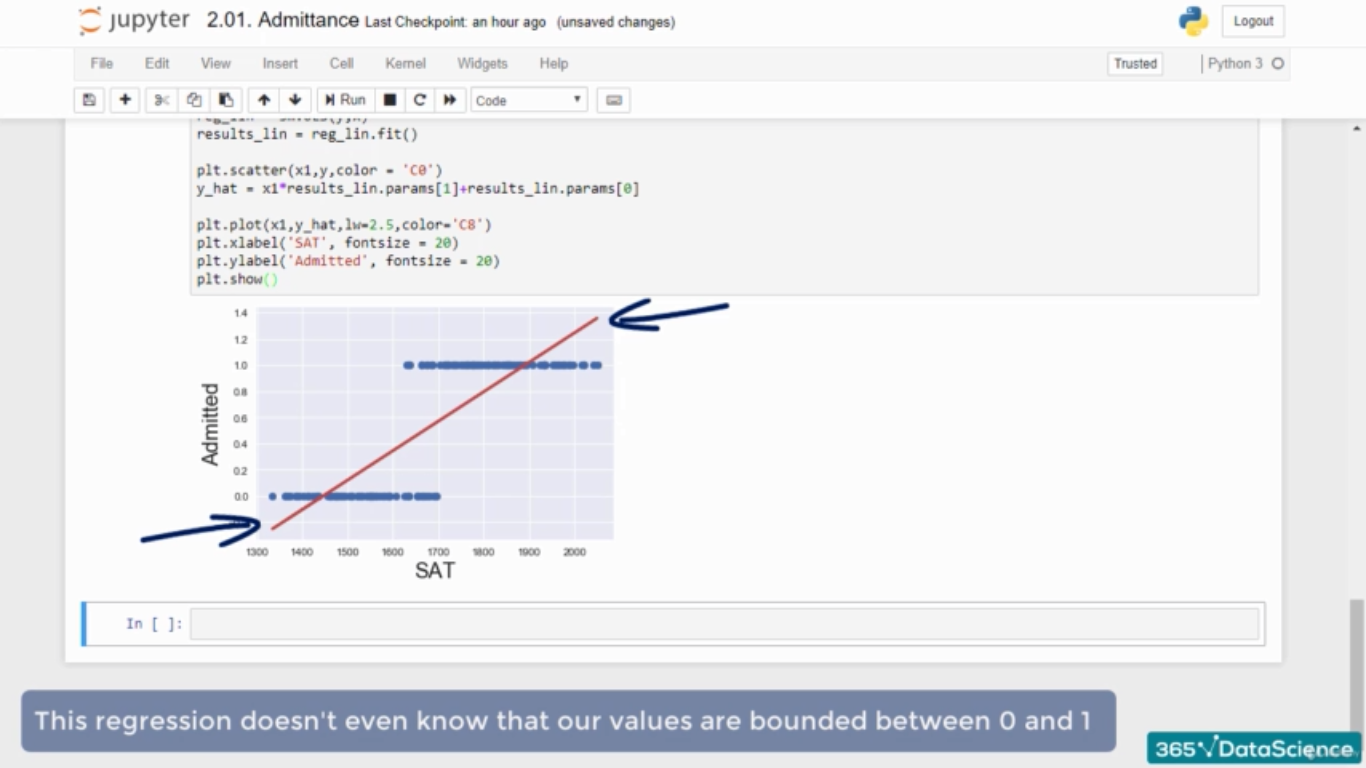 jupyter 2.01. Admittance Last Checkpoint: an hour ago (unsaved changes) Logout
File Edit View Insert Cell Kernel Widgets Help Trusted Python 3
Run Code
results_lin = reg_lin.fit()
plt.scatter(x1,y,color = 'C0')
y_hat = x1*results_lin.params[1]+results_lin.params[0]
plt.plot(x1,y_hat,lw=2.5,color='C8')
plt.xlabel('SAT', fontsize = 20)
plt.ylabel('Admitted', fontsize = 20)
plt.show()
1.4
1.2
1.0
0.8
0.6
0.4
0.2
0.0
Admitted
1300 1400 1500 1600 1700 1800 1900 2000
SAT
In [ ]:
This regression doesn't even know that our values are bounded between 0 and 1
365 DataScience